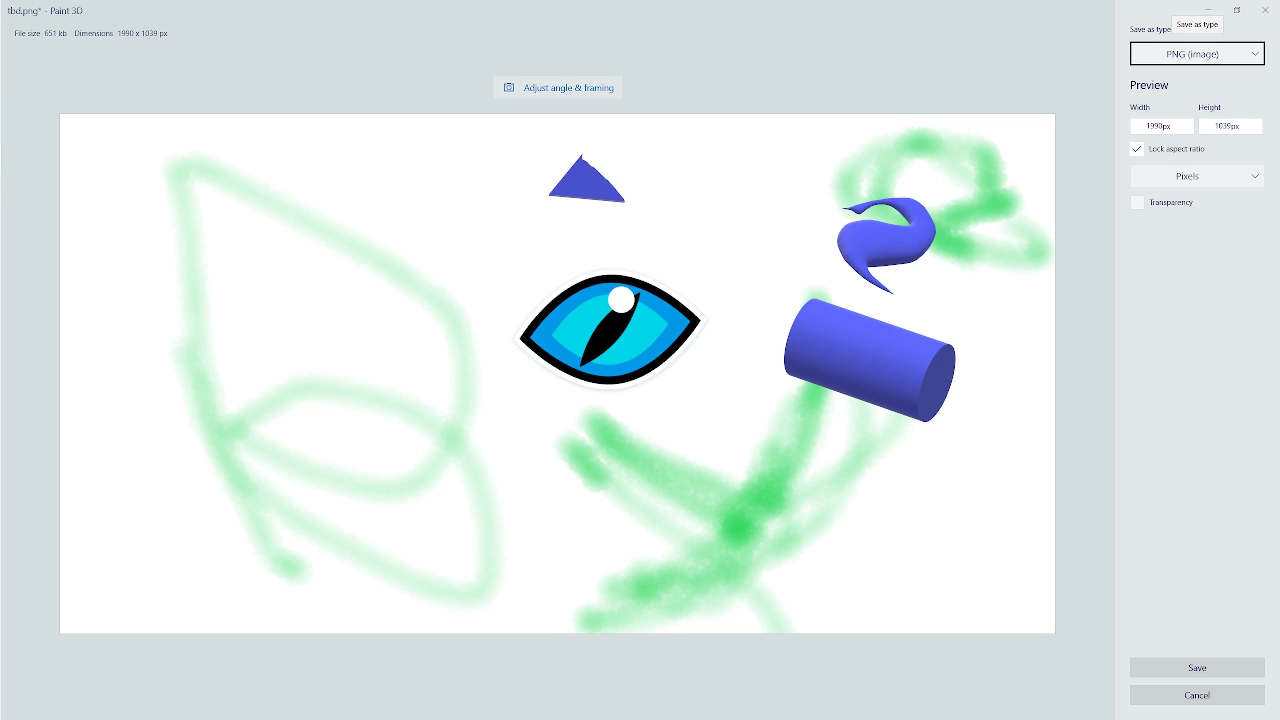 tbd.png* - Paint 3D
File size 651 kb Dimensions 1990 x 1039 px
Adjust angle & framing
Save as type
Save as type
PNG (image)
Preview
Width Height
1990px 1039px
Lock aspect ratio
Pixels
Transparency
Save
Cancel